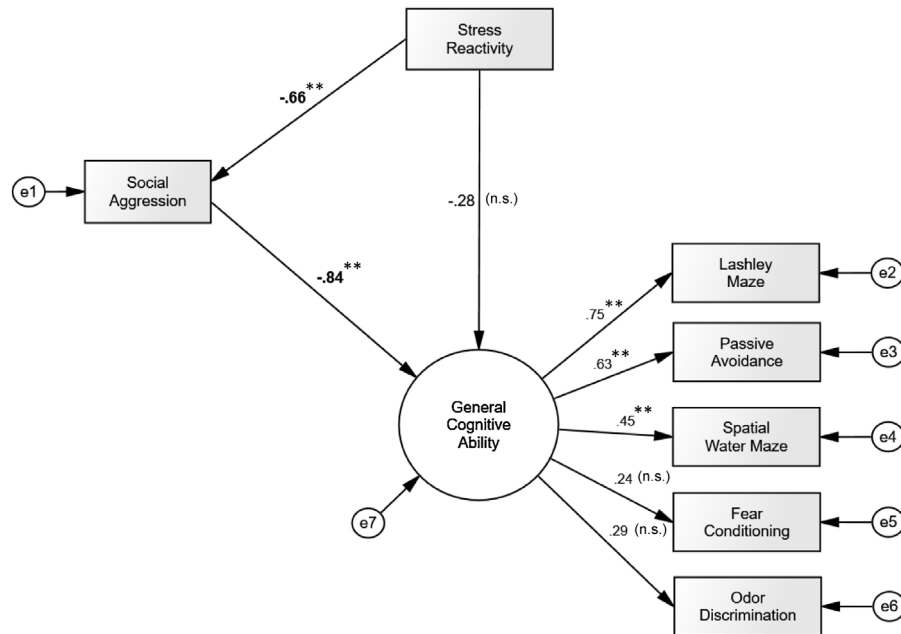 Stress
Reactivity
-.66**
e1
Social
Aggression
-.28 (n.s.)
-.84**
Lashley
Maze
e2
.75**
Passive
Avoidance
e3
.63**
General
Cognitive
Ability
.45**
Spatial
Water Maze
e4
.24 (n.s.)
e7
Fear
Conditioning
e5
.29 (n.s.)
Odor
Discrimination
e6